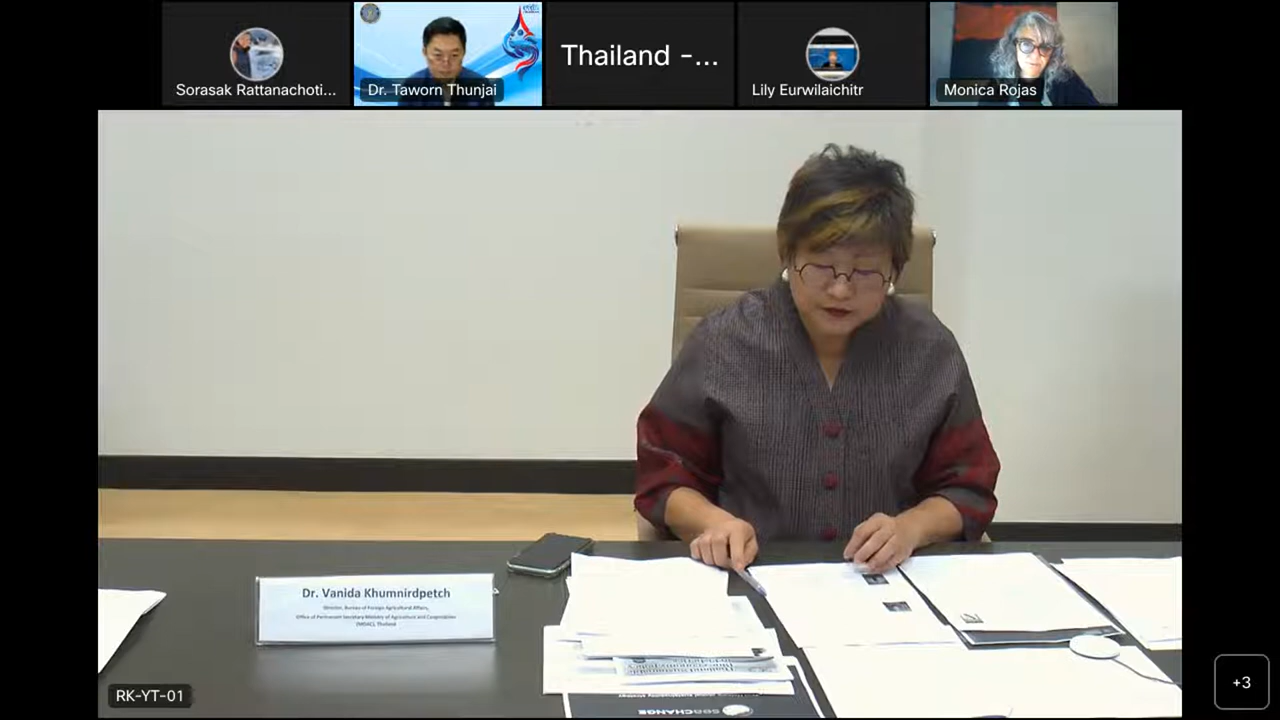 Sorasak Rattanachoti...
Dr. Taworn Thunjai
Thailand -...
Lily Eurwilaichitr
Monica Rojas
Dr. Vanida Khumnirdpetch
Director, Bureau of Foreign Agricultural Affairs,
Office of Permanent Secretary Ministry of Agriculture and Cooperatives
(MOAC), Thailand
SEACHANGE
RK-YT-01
+3